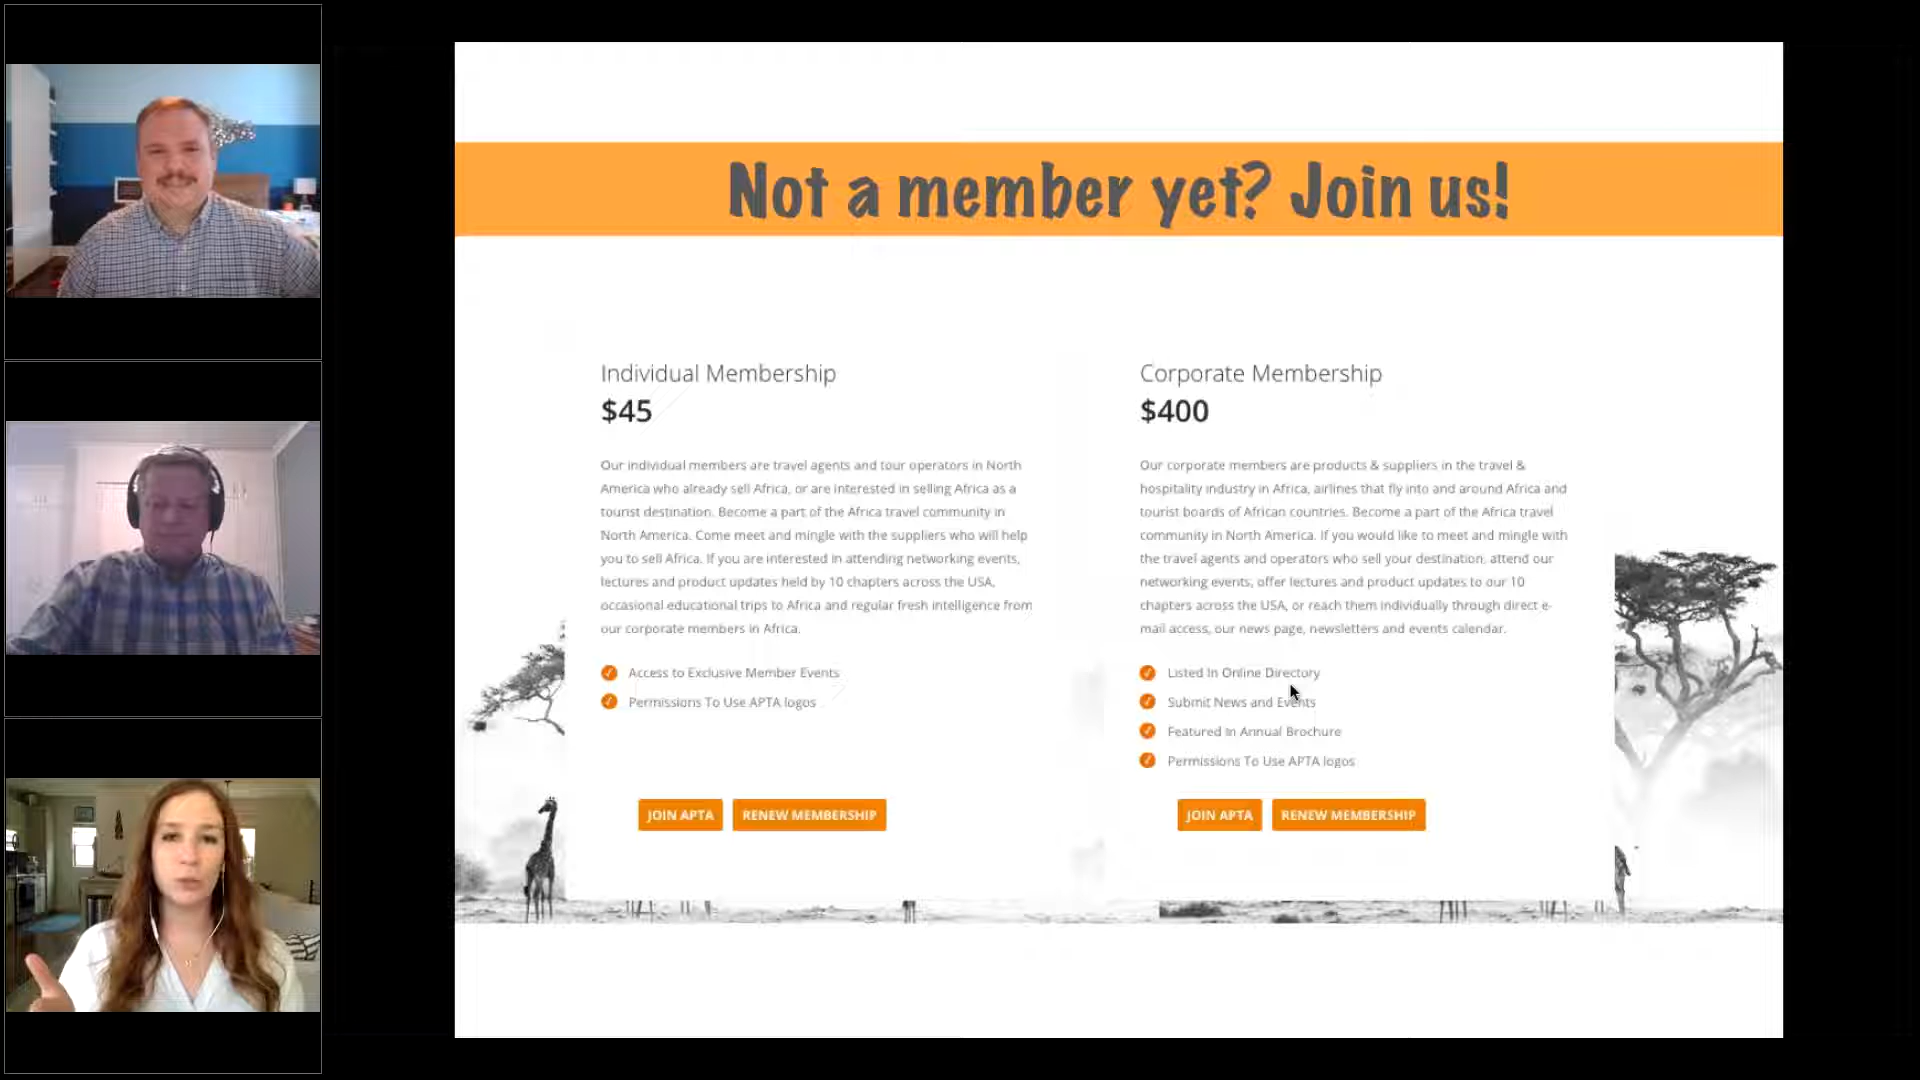 Not a member yet? Join us!
Individual Membership
$45
Our individual members are travel agents and tour operators in North
America who already sell Africa, or are interested in selling Africa as a
tourist destination. Become a part of the Africa travel community in
North America. Come meet and mingle with the suppliers who will help
you to sell Africa. If you are interested in attending networking events,
lectures and product updates held by 10 chapters across the USA,
occasional educational trips to Africa and regular fresh intelligence from
our corporate members in Africa.
Access to Exclusive Member Events
Permissions To Use APTA logos
JOIN APTA
RENEW MEMBERSHIP
Corporate Membership
$400
Our corporate members are products & suppliers in the travel &
hospitality industry in Africa, airlines that fly into and around Africa and
tourist boards of African countries. Become a part of the Africa travel
community in North America. If you would like to meet and mingle with
the travel agents and operators who sell your destination, attend our
networking events, offer lectures and product updates to our 10
chapters across the USA, or reach them individually through direct e-
mail access, our news page, newsletters and events calendar.
Listed In Online Directory
Submit News and Events
Featured In Annual Brochure
Permissions To Use APTA logos
JOIN APTA
RENEW MEMBERSHIP